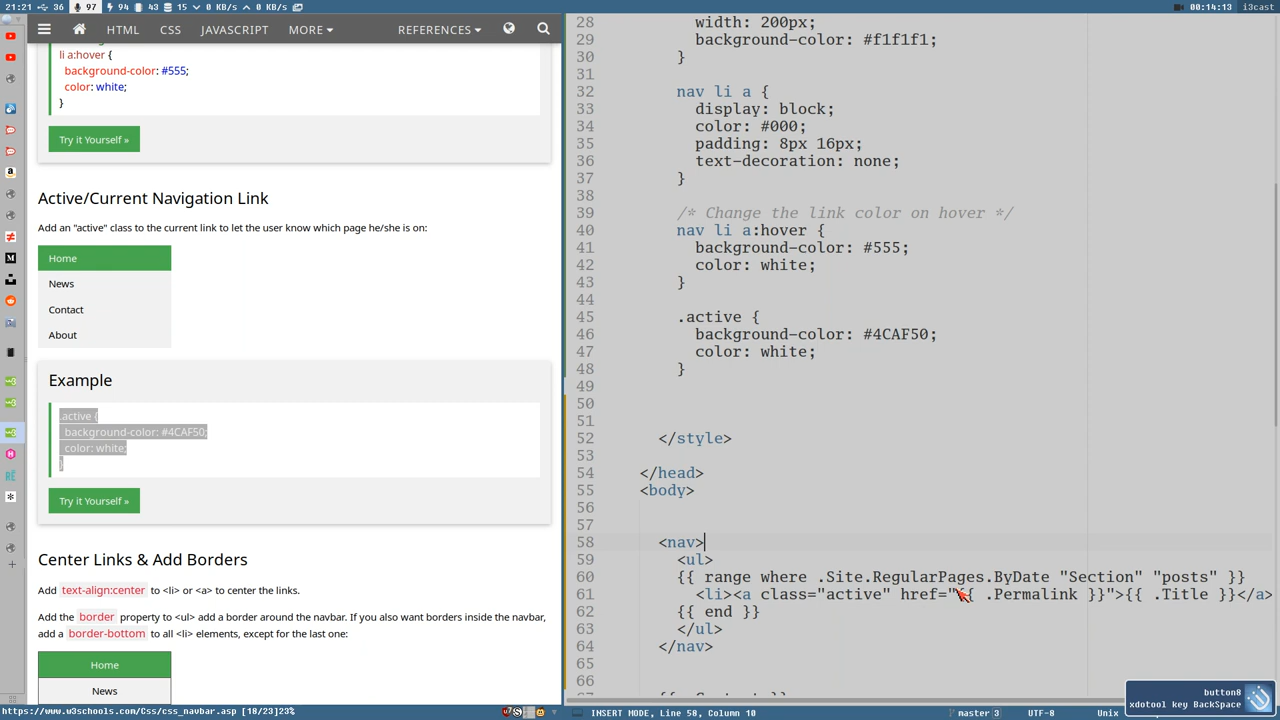 21:21 36 97 94 43 15 0 KB/s 0 KB/s 00:14:13 i3cast
HTML CSS JAVASCRIPT MORE REFERENCES
li a:hover {
background-color: #555;
color: white;
}
Try it Yourself »
Active/Current Navigation Link
Add an "active" class to the current link to let the user know which page he/she is on:
Home
News
Contact
About
Example
.active {
background-color: #4CAF50;
color: white;
}
Try it Yourself »
Center Links & Add Borders
Add text-align:center to <li> or <a> to center the links.
Add the border property to <ul> add a border around the navbar. If you also want borders inside the navbar,
add a border-bottom to all <li> elements, except for the last one:
Home
News
https://www.w3schools.com/Css/css_navbar.asp [18/23]23%
28 width: 200px;
29 background-color: #f1f1f1;
30 }
31
32 nav li a {
33 display: block;
34 color: #000;
35 padding: 8px 16px;
36 text-decoration: none;
37 }
38
39 /* Change the link color on hover */
40 nav li a:hover {
41 background-color: #555;
42 color: white;
43 }
44
45 .active {
46 background-color: #4CAF50;
47 color: white;
48 }
49
50
51
52 </style>
53
54 </head>
55 <body>
56
57
58 <nav>
59 <ul>
60 {{ range where .Site.RegularPages.ByDate "Section" "posts" }}
61 <li><a class="active" href="{{ .Permalink }}">{{ .Title }}</a>
62 {{ end }}
63 </ul>
64 </nav>
65
66
INSERT MODE, Line 58, Column 10 master 3 UTF-8 Unix
button8
xdotool key BackSpace